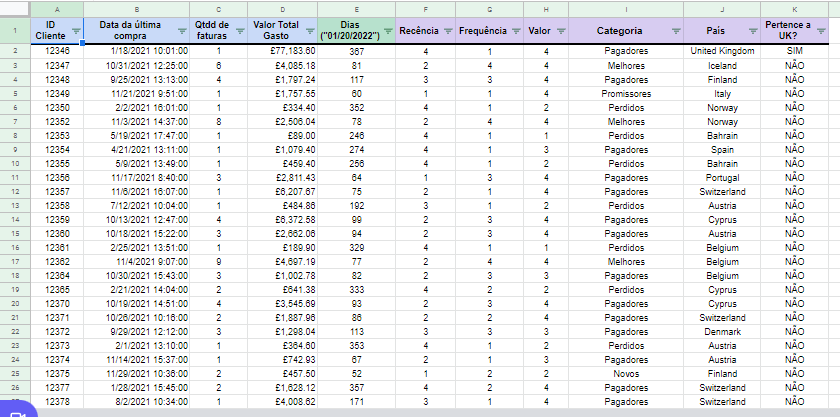 A B C D E F G H I J K
1 ID Cliente Data da última compra Qtdd de faturas Valor Total Gasto Dias ("01/20/2022") Recência Frequência Valor Categoria País Pertence a UK?
2 12346 1/18/2021 10:01:00 1 £77,183.60 367 4 1 4 Pagadores United Kingdom SIM
3 12347 10/31/2021 12:25:00 6 £4,085.18 81 2 4 4 Melhores Iceland NÃO
4 12348 9/25/2021 13:13:00 4 £1,797.24 117 3 3 4 Pagadores Finland NÃO
5 12349 11/21/2021 9:51:00 1 £1,757.55 60 1 1 4 Promissores Italy NÃO
6 12350 2/2/2021 16:01:00 1 £334.40 352 4 1 2 Perdidos Norway NÃO
7 12352 11/3/2021 14:37:00 8 £2,506.04 78 2 4 4 Melhores Norway NÃO
8 12353 5/19/2021 17:47:00 1 £89.00 246 4 1 1 Perdidos Bahrain NÃO
9 12354 4/21/2021 13:11:00 1 £1,079.40 274 4 1 3 Pagadores Spain NÃO
10 12355 5/9/2021 13:49:00 1 £459.40 256 4 1 2 Perdidos Bahrain NÃO
11 12356 11/17/2021 8:40:00 3 £2,811.43 64 1 3 4 Pagadores Portugal NÃO
12 12357 11/6/2021 16:07:00 1 £6,207.67 75 2 1 4 Pagadores Switzerland NÃO
13 12358 7/12/2021 10:04:00 1 £484.86 192 3 1 2 Perdidos Austria NÃO
14 12359 10/13/2021 12:47:00 4 £6,372.58 99 2 3 4 Pagadores Cyprus NÃO
15 12360 10/18/2021 15:22:00 3 £2,662.06 94 2 3 4 Pagadores Austria NÃO
16 12361 2/25/2021 13:51:00 1 £189.90 329 4 1 1 Perdidos Belgium NÃO
17 12362 11/4/2021 9:07:00 9 £4,697.19 77 2 4 4 Melhores Belgium NÃO
18 12364 10/30/2021 15:43:00 3 £1,002.78 82 2 3 3 Pagadores Belgium NÃO
19 12365 2/21/2021 14:04:00 2 £641.38 333 4 2 2 Perdidos Cyprus NÃO
20 12370 10/19/2021 14:51:00 4 £3,545.69 93 2 3 4 Pagadores Cyprus NÃO
21 12371 10/26/2021 10:16:00 2 £1,887.96 86 2 2 4 Pagadores Switzerland NÃO
22 12372 9/29/2021 12:12:00 3 £1,298.04 113 3 3 3 Pagadores Denmark NÃO
23 12373 2/1/2021 13:10:00 1 £364.60 353 4 1 2 Perdidos Austria NÃO
24 12374 11/14/2021 15:37:00 1 £742.93 67 2 1 3 Pagadores Austria NÃO
25 12375 11/29/2021 10:36:00 2 £457.50 52 1 2 2 Novos Finland NÃO
26 12377 1/28/2021 15:45:00 2 £1,628.12 357 4 2 4 Pagadores Switzerland NÃO
12378 8/2/2021 10:34:00 1 £4,008.62 171 3 1 4 Pagadores Switzerland NÃO